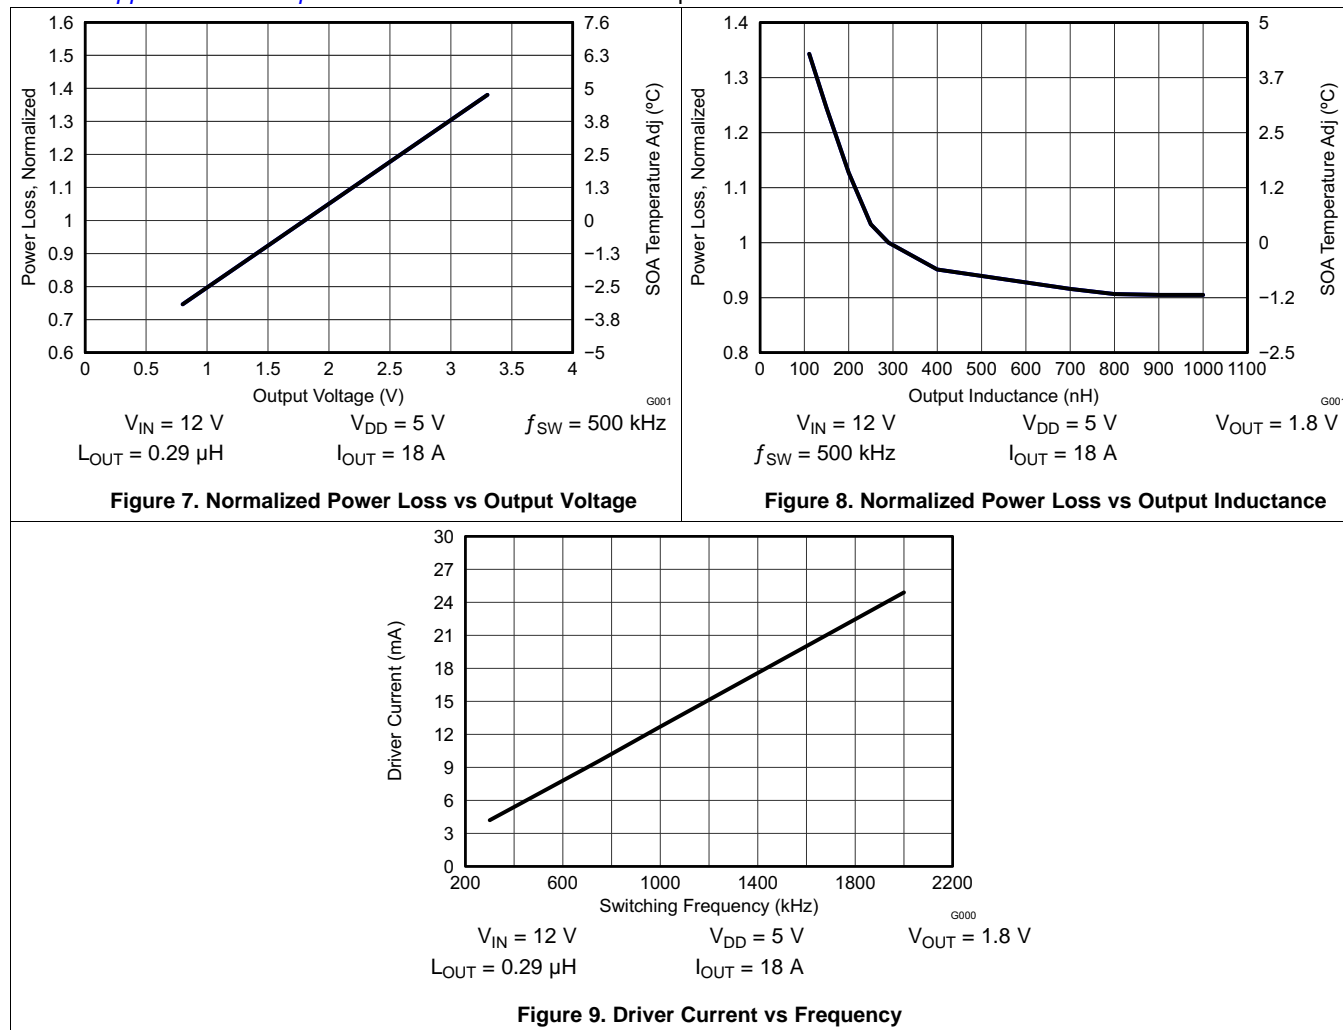 1.6
1.5
1.4
1.3
1.2
1.1
1
0.9
0.8
0.7
0.6
Power Loss, Normalized
7.6
6.3
5
3.8
2.5
1.3
0
−1.3
−2.5
−3.8
−5
SOA Temperature Adj (ºC)
0 0.5 1 1.5 2 2.5 3 3.5 4
Output Voltage (V)
G001
VIN = 12 V VDD = 5 V ƒSW = 500 kHz
LOUT = 0.29 µH IOUT = 18 A
Figure 7. Normalized Power Loss vs Output Voltage
1.4
1.3
1.2
1.1
1
0.9
0.8
Power Loss, Normalized
5
3.7
2.5
1.2
0
−1.2
−2.5
SOA Temperature Adj (ºC)
0 100 200 300 400 500 600 700 800 900 1000 1100
Output Inductance (nH)
G001
VIN = 12 V VDD = 5 V VOUT = 1.8 V
ƒSW = 500 kHz IOUT = 18 A
Figure 8. Normalized Power Loss vs Output Inductance
30
27
24
21
18
15
12
9
6
3
0
Driver Current (mA)
200 600 1000 1400 1800 2200
Switching Frequency (kHz)
G000
VIN = 12 V VDD = 5 V VOUT = 1.8 V
LOUT = 0.29 µH IOUT = 18 A
Figure 9. Driver Current vs Frequency